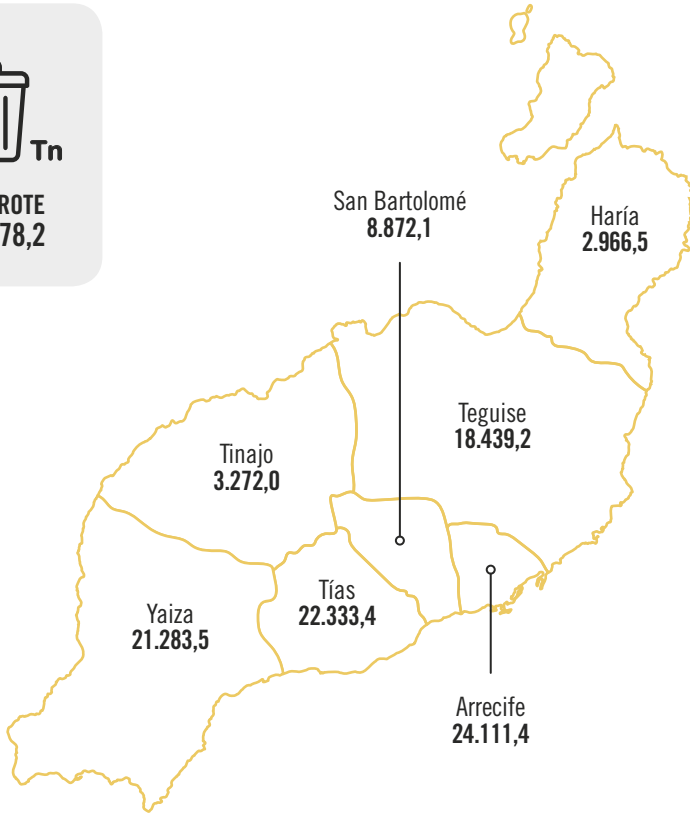 Tn
ROTE
78,2
San Bartolomé
8.872,1
Haría
2.966,5
Teguise
18.439,2
Tinajo
3.272,0
Tías
22.333,4
Yaiza
21.283,5
Arrecife
24.111,4